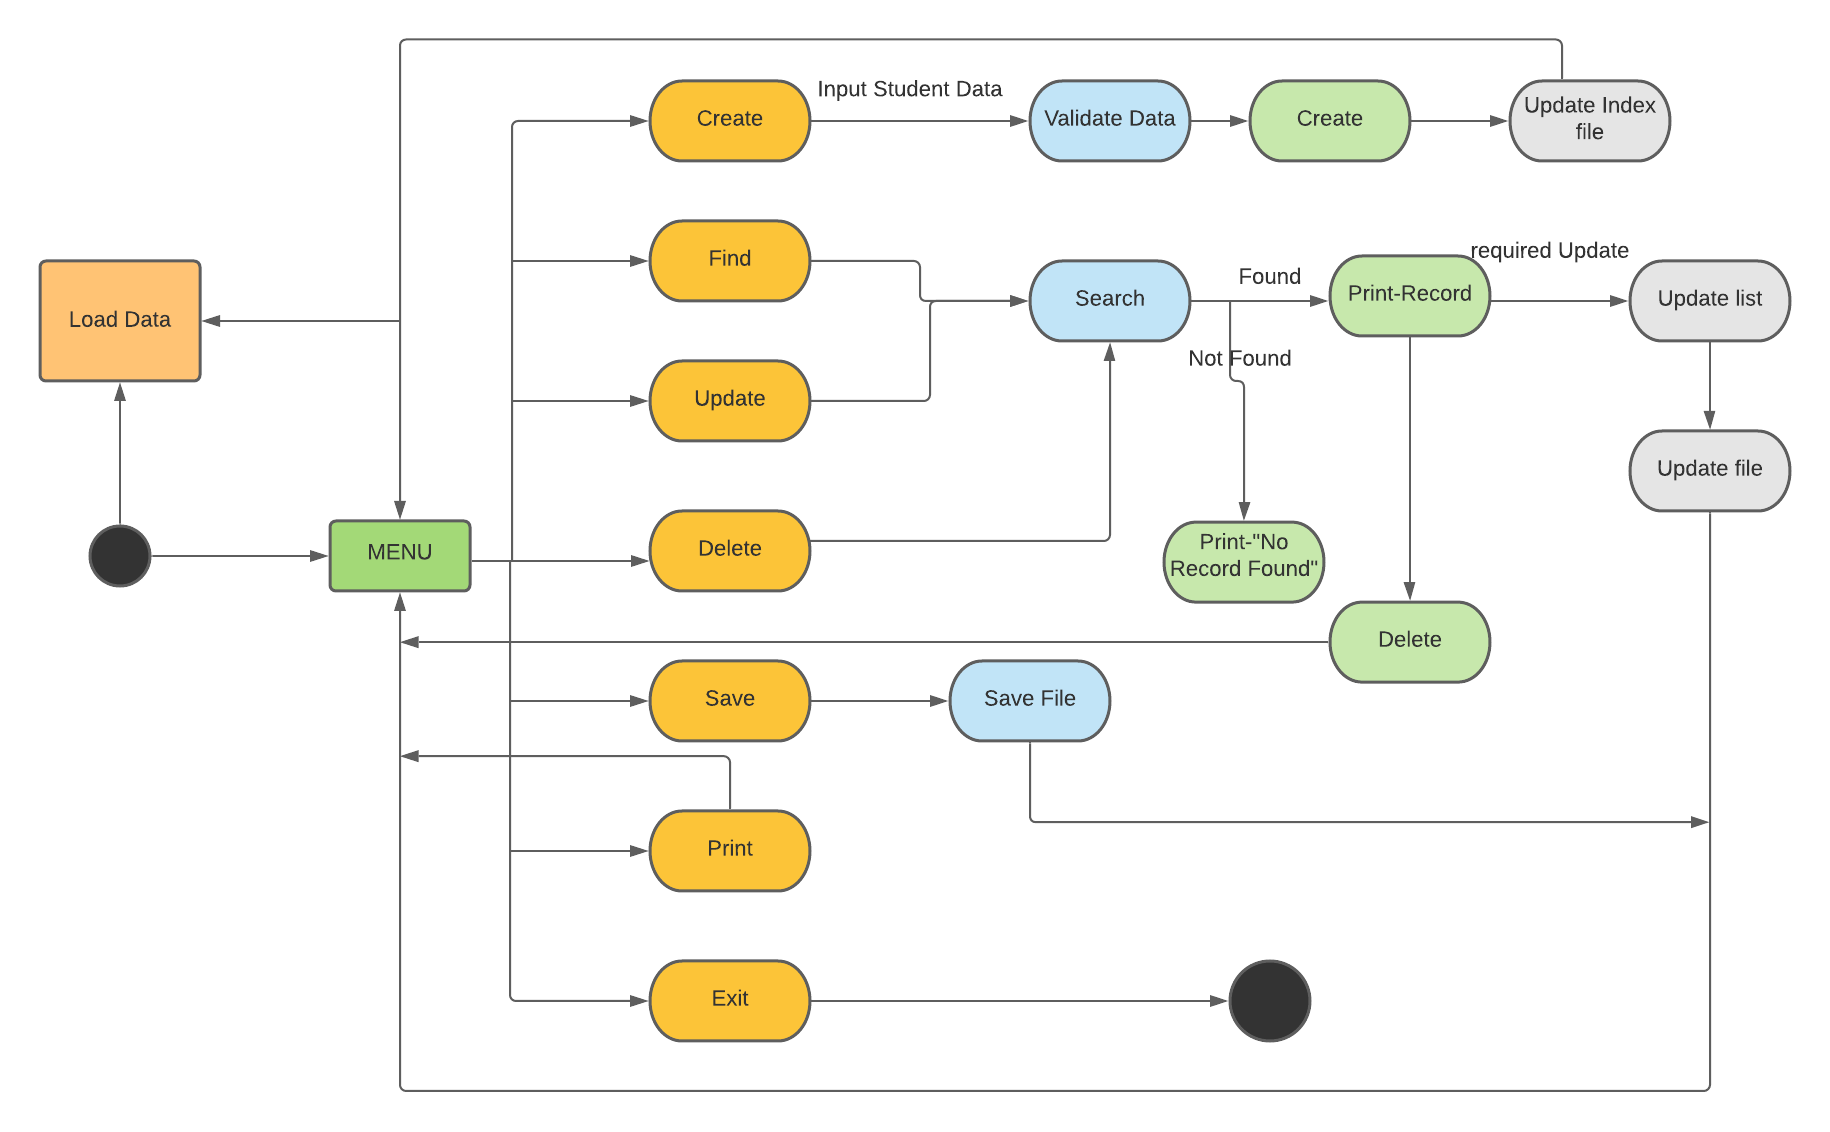 Input Student Data
Create
Validate Data
Create
Update Index
file
Find
Search
Found
Print-Record
required Update
Update list
Load Data
Not Found
Update
Update file
MENU
Delete
Print-"No
Record Found"
Delete
Save
Save File
Print
Exit